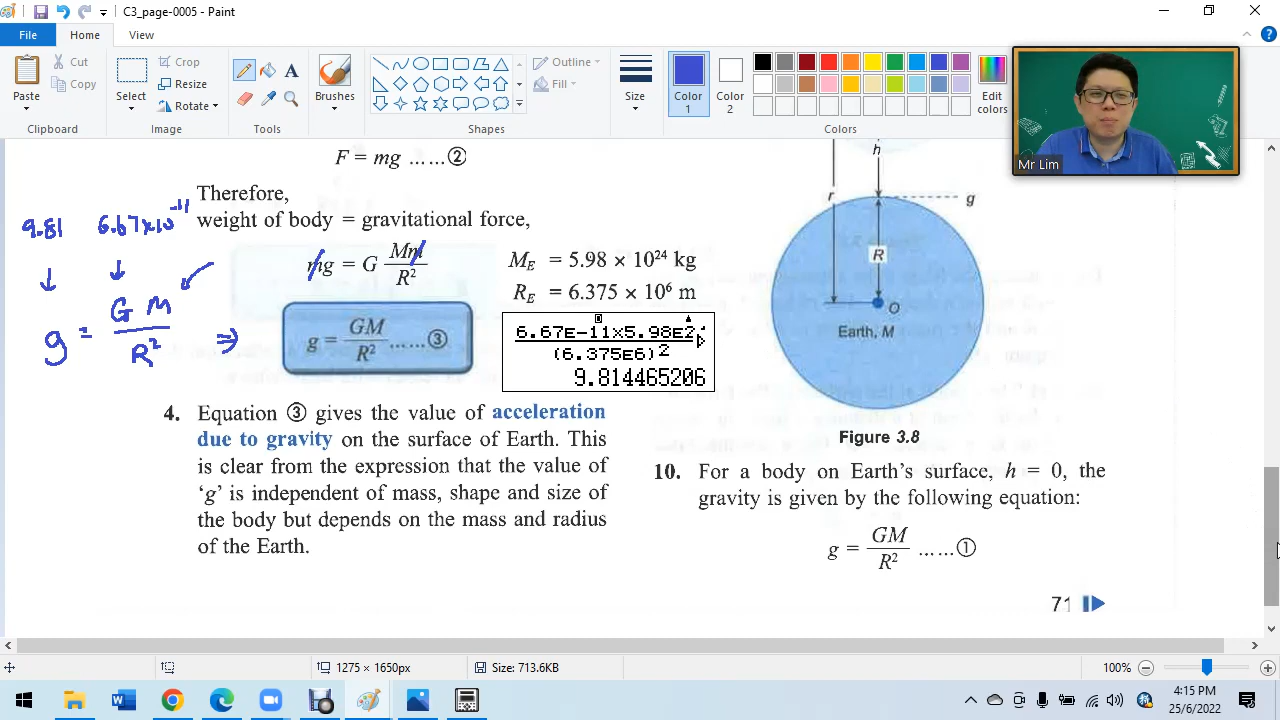 C3_page-0005 - Paint
File
Home
View
Paste
Cut
Copy
Clipboard
Select
Crop
Resize
Rotate
Image
A
Tools
Brushes
Shapes
Outline
Fill
Size
Color 1
Color 2
Edit colors
Colors
Mr Lim
F = mg ......②
Therefore,
weight of body = gravitational force,
9.81 6.67x10⁻¹¹
mg = G Mm/R²
g = GM/R² ⇒
g = GM/R² ......③
M_E = 5.98 × 10²⁴ kg
R_E = 6.375 × 10⁶ m
6.67E-11x5.98E2
(6.375E6)²
9.814465206
4. Equation ③ gives the value of acceleration
due to gravity on the surface of Earth. This
is clear from the expression that the value of
'g' is independent of mass, shape and size of
the body but depends on the mass and radius
of the Earth.
h
r
g
R
O
Earth, M
Figure 3.8
10. For a body on Earth's surface, h = 0, the
gravity is given by the following equation:
g = GM/R² ......①
71
1275 × 1650px
Size: 713.6KB
100%
4:15 PM
25/6/2022